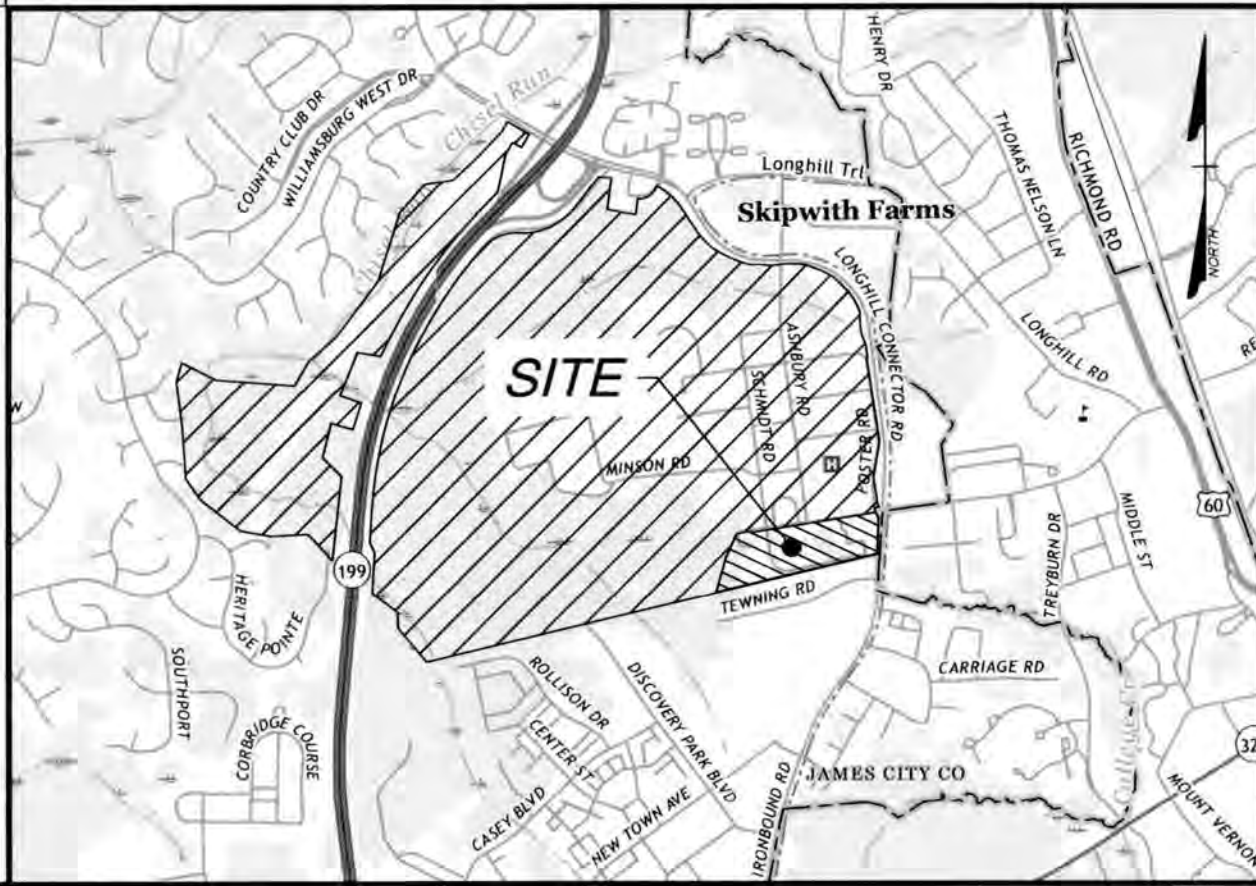 HENRY DR
COUNTRY CLUB DR
WILLIAMSBURG WEST DR
Chisel Run
THOMAS NELSON LN
RICHMOND RD
NORTH
Longhill Trl
Skipwith Farms
LONGHILL CONNECTOR RD
LONGHILL RD
SITE
ASHBURY RD
SCHMIDT RD
FOSTER RD
H
MINSON RD
60
MIDDLE ST
TREYBURN DR
199
TEWNING RD
HERITAGE POINTE
SOUTHPORT
ROLLISON DR
DISCOVERY PARK BLVD
CARRIAGE RD
CENTER ST
CORBRIDGE COURSE
CASEY BLVD
NEW TOWN AVE
IRONBOUND RD
JAMES CITY CO
MOUNT VERNON